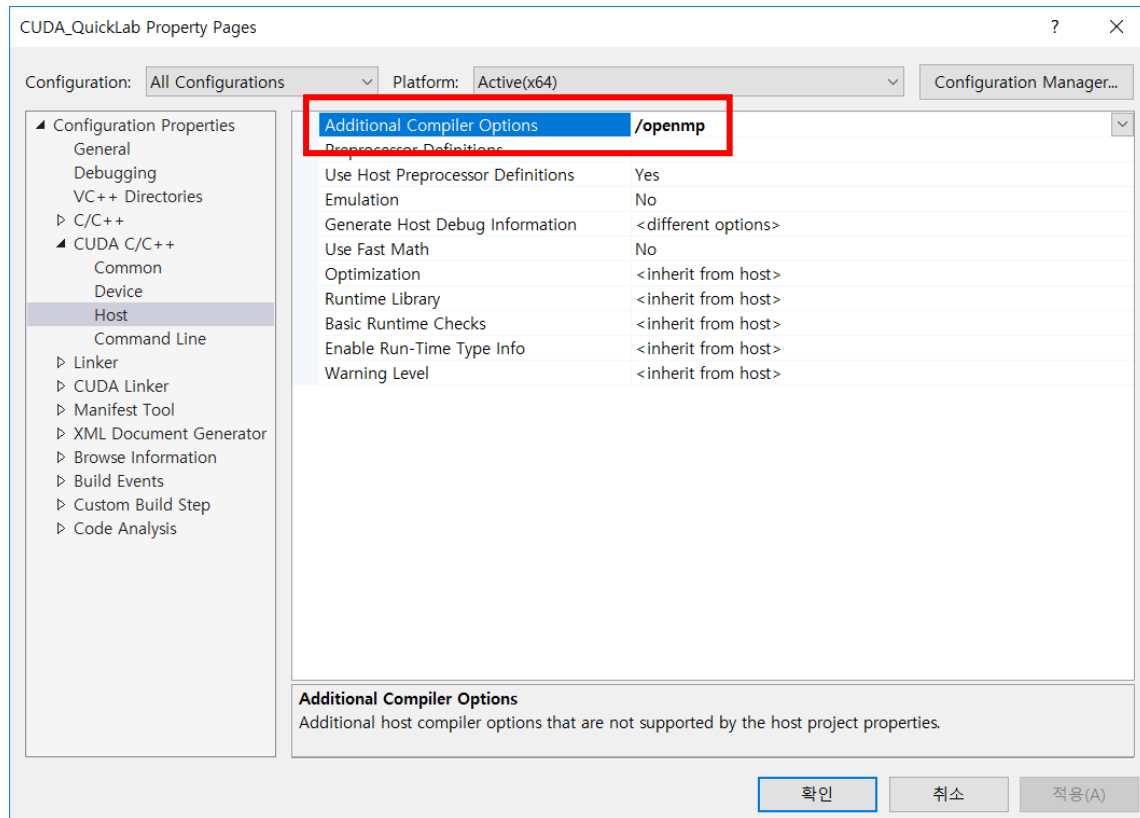 CUDA_QuickLab Property Pages
Configuration: All Configurations Platform: Active(x64) Configuration Manager...
Configuration Properties
General
Debugging
VC++ Directories
C/C++
CUDA C/C++
Common
Device
Host
Command Line
Linker
CUDA Linker
Manifest Tool
XML Document Generator
Browse Information
Build Events
Custom Build Step
Code Analysis
Additional Compiler Options /openmp
Preprocessor Definitions
Use Host Preprocessor Definitions Yes
Emulation No
Generate Host Debug Information <different options>
Use Fast Math No
Optimization <inherit from host>
Runtime Library <inherit from host>
Basic Runtime Checks <inherit from host>
Enable Run-Time Type Info <inherit from host>
Warning Level <inherit from host>
Additional Compiler Options
Additional host compiler options that are not supported by the host project properties.
확인 취소 적용(A)